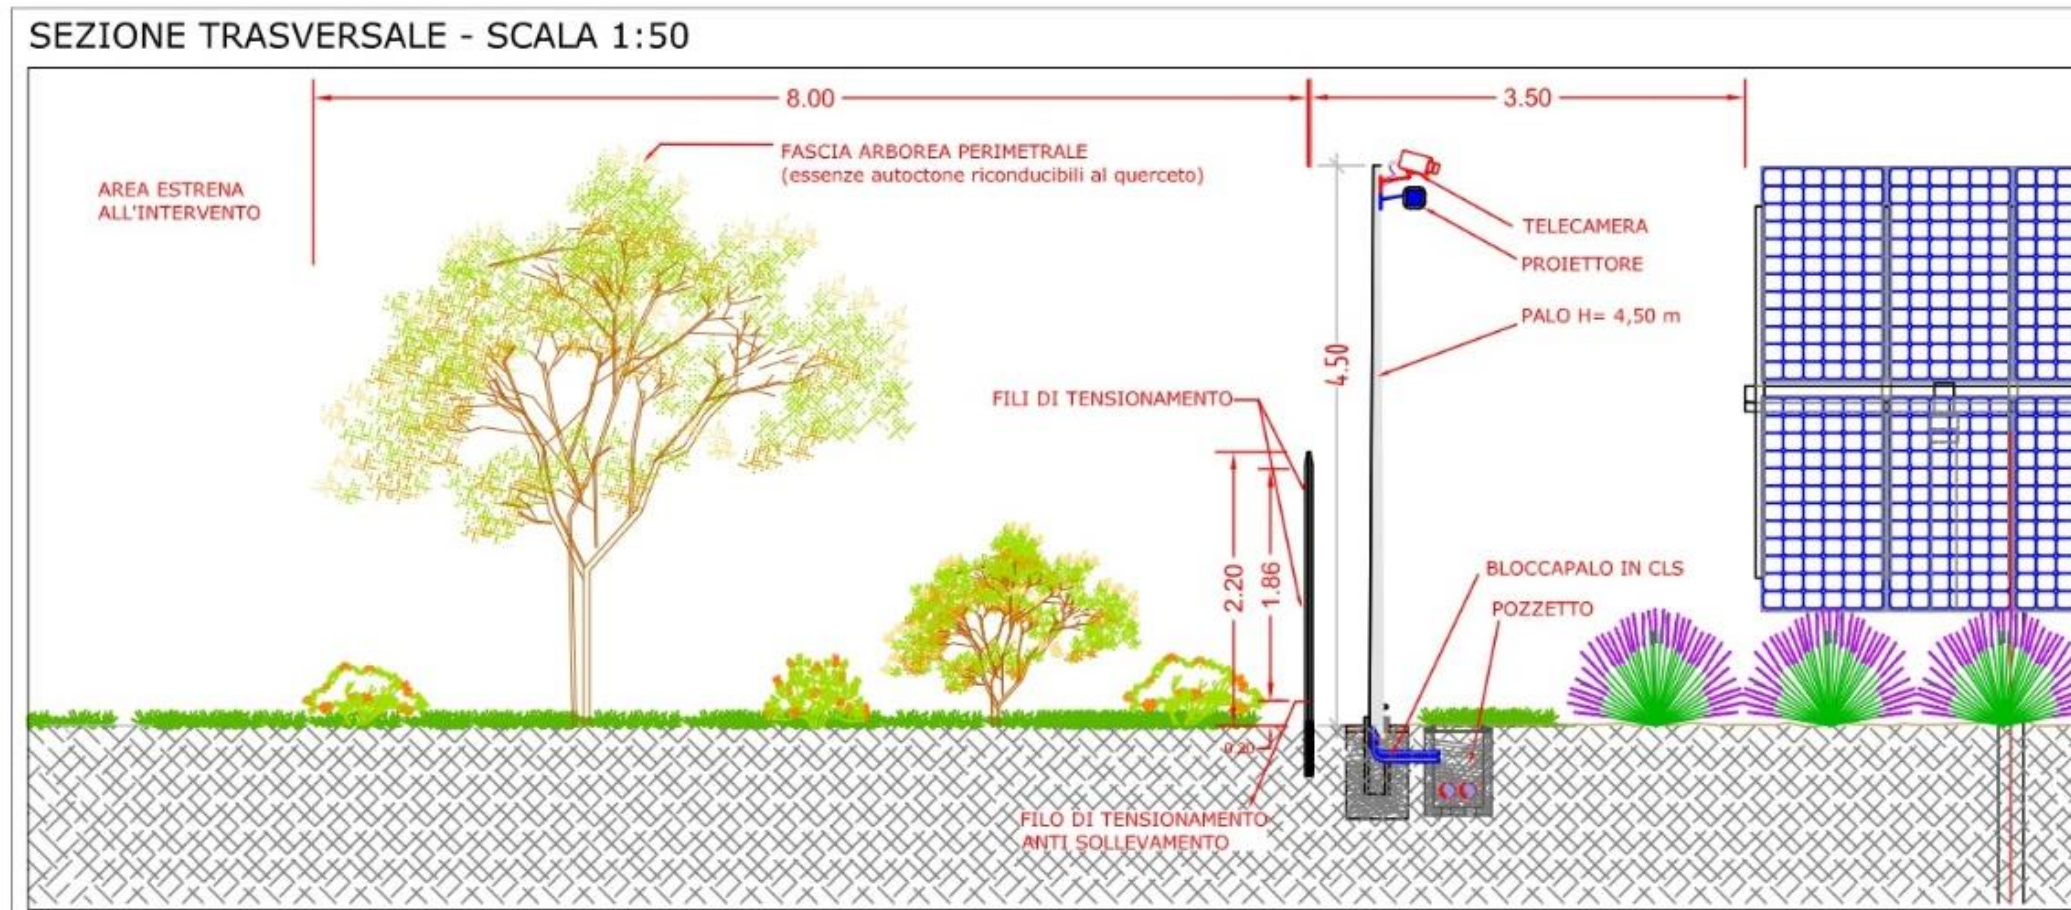 SEZIONE TRASVERSALE - SCALA 1:50
8.00
3.50
FASCIA ARBOREA PERIMETRALE
(essenze autoctone riconducibili al querceto)
AREA ESTRENA
ALL'INTERVENTO
TELECAMERA
PROIETTORE
PALO H= 4,50 m
4.50
FILI DI TENSIONAMENTO
2.20
1.86
BLOCCAPALO IN CLS
POZZETTO
0.20
FILO DI TENSIONAMENTO
ANTI SOLLEVAMENTO